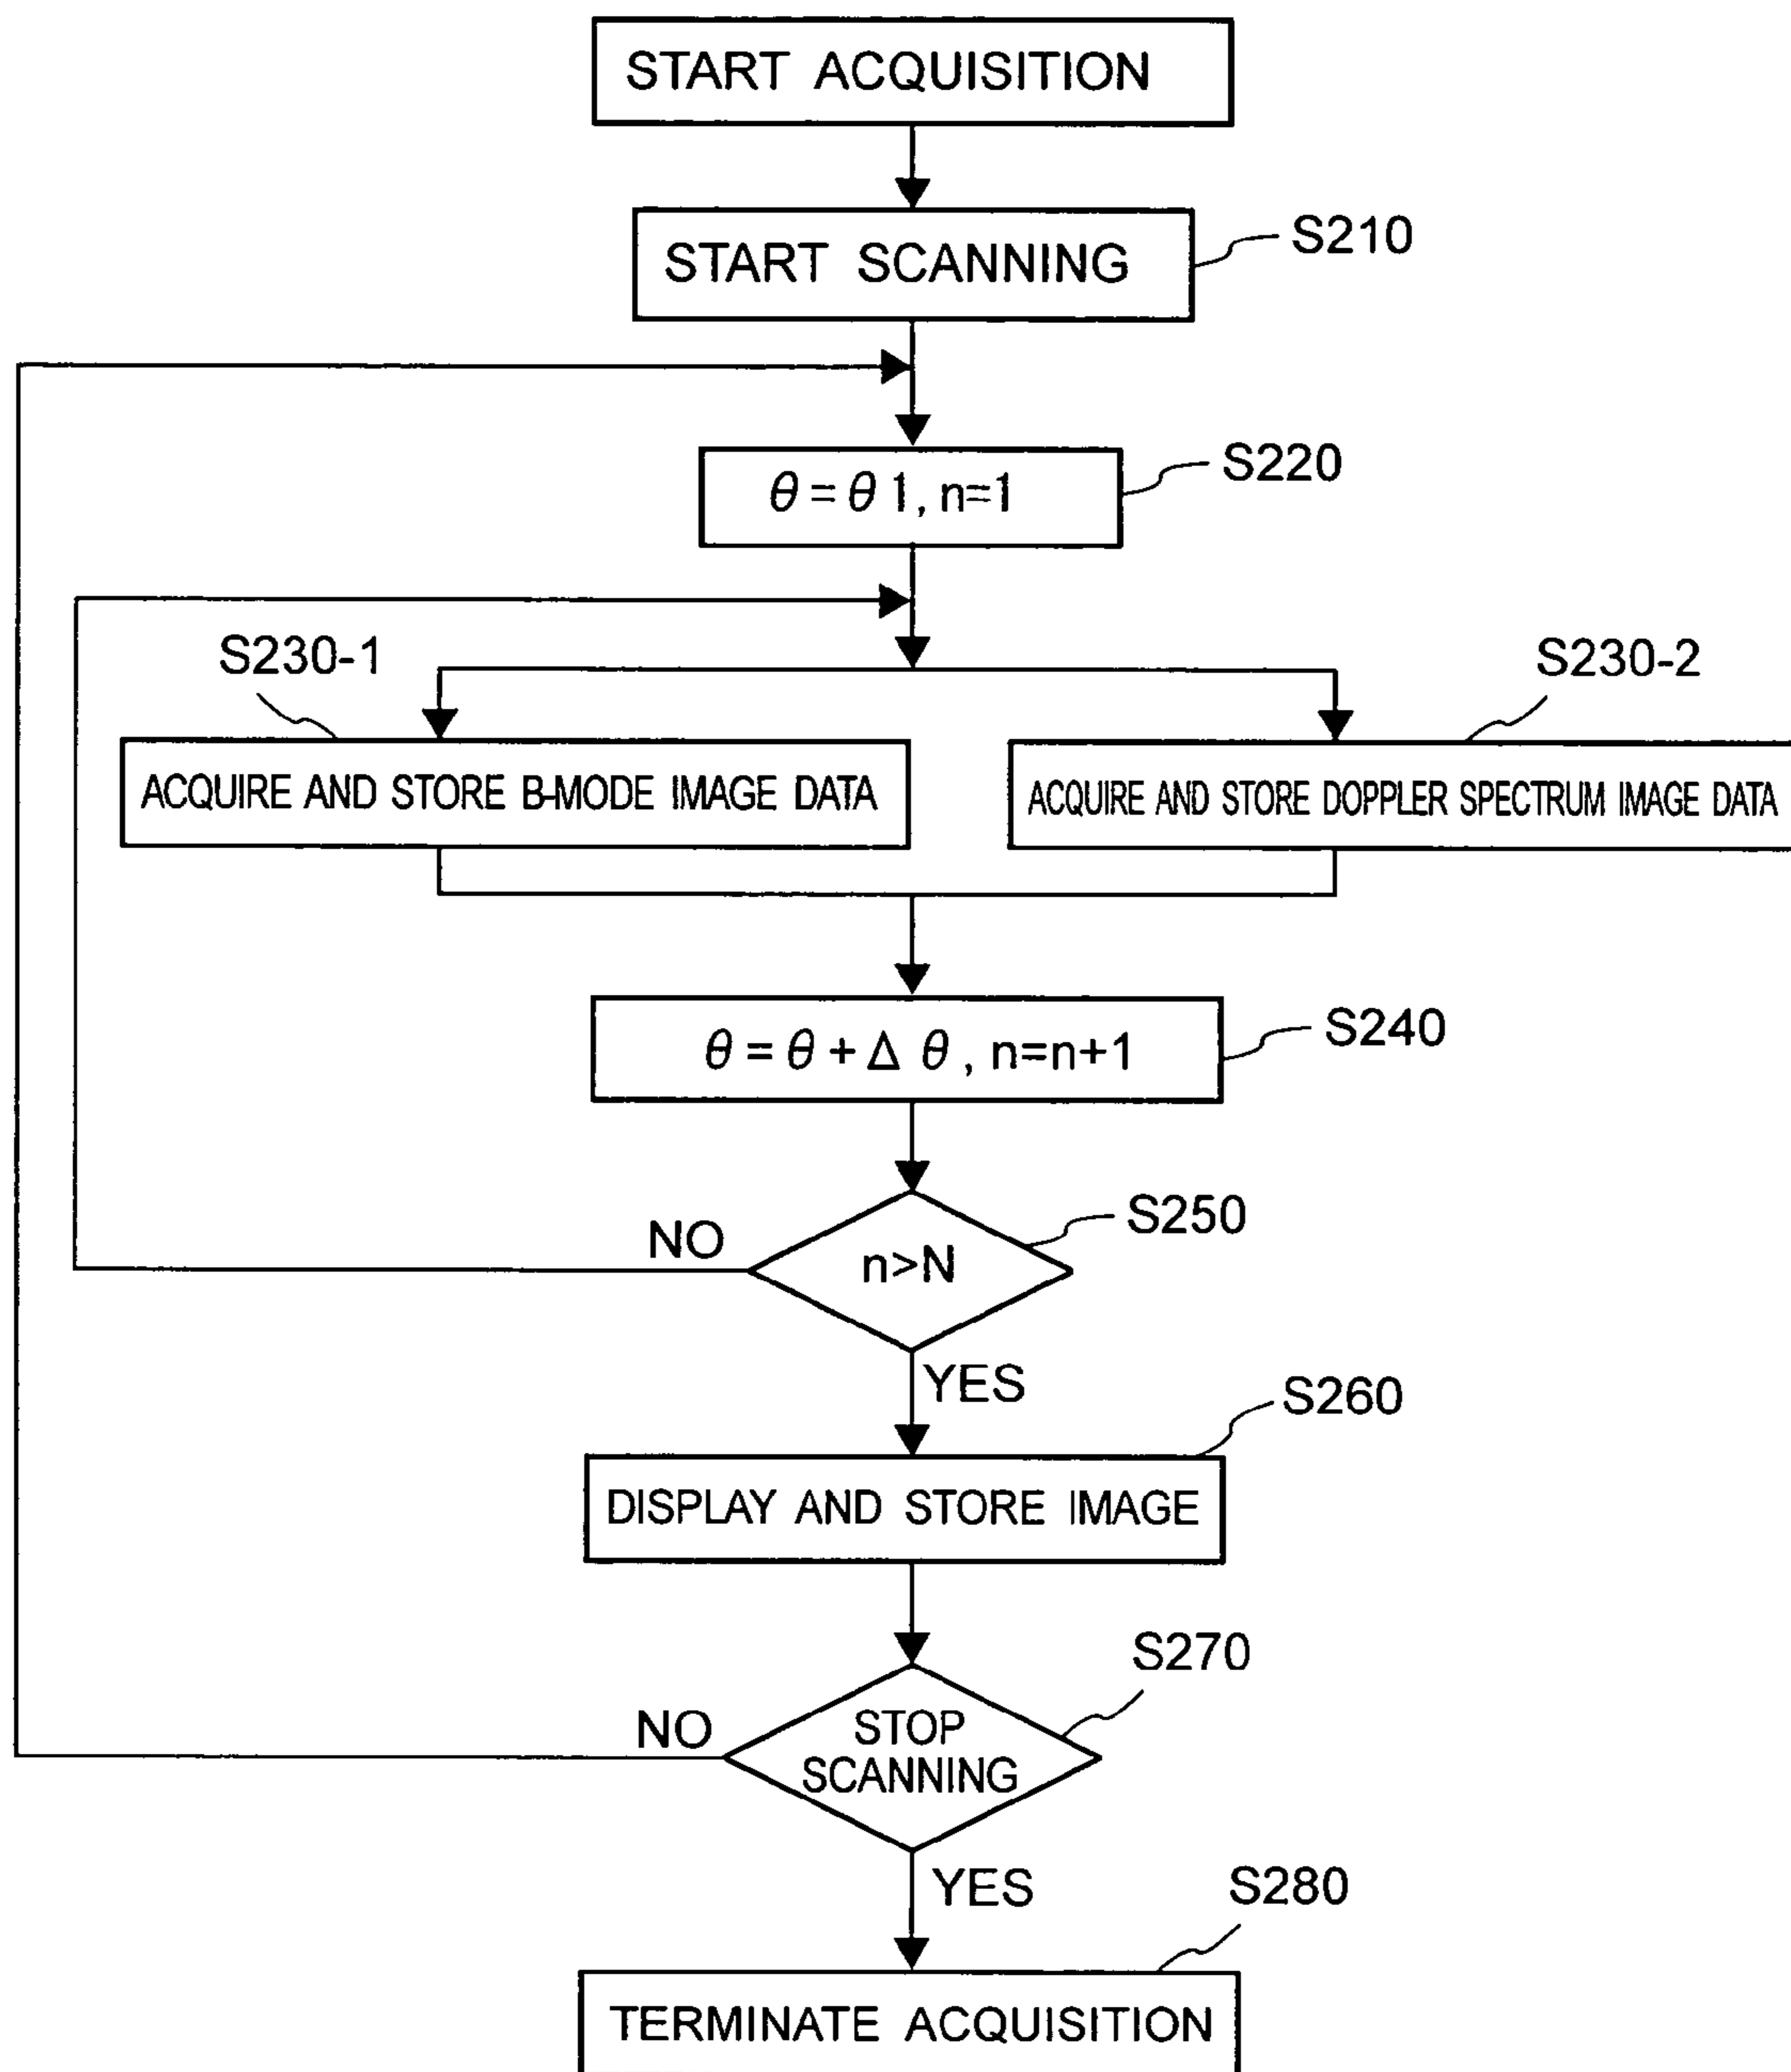 START ACQUISITION
START SCANNING
S210
θ = θ 1, n=1
S220
S230-1
S230-2
ACQUIRE AND STORE B-MODE IMAGE DATA
ACQUIRE AND STORE DOPPLER SPECTRUM IMAGE DATA
θ = θ + Δ θ , n=n+1
S240
S250
NO
n>N
YES
S260
DISPLAY AND STORE IMAGE
S270
NO
STOP
SCANNING
YES
S280
TERMINATE ACQUISITION